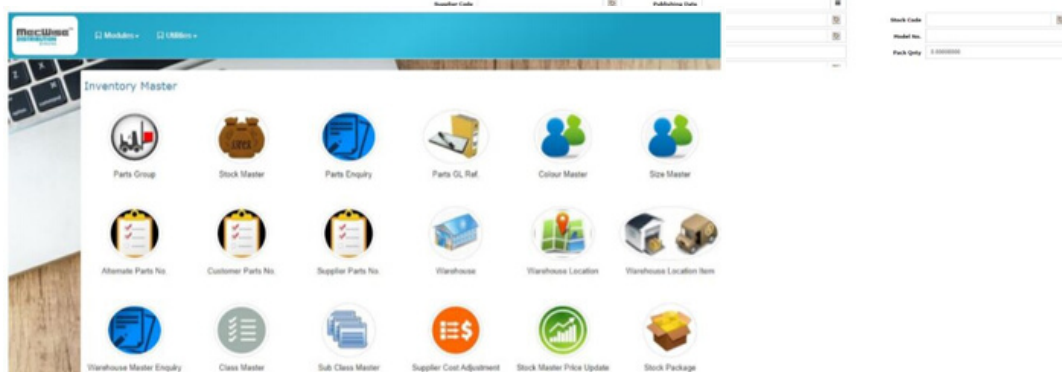 Supplier Code
Publishing Date
MecWise
DISTRIBUTION
Modules
Utilities
Stock Code
Model No.
Pack Qnty 0.00000000
Inventory Master
Parts Group
Stock Master
Parts Enquiry
Parts GL Ref.
Colour Master
Size Master
Alternate Parts No.
Customer Parts No.
Supplier Parts No.
Warehouse
Warehouse Location
Warehouse Location Item
Warehouse Master Enquiry
Class Master
Sub Class Master
Supplier Cost Adjustment
Stock Master Price Update
Stock Package